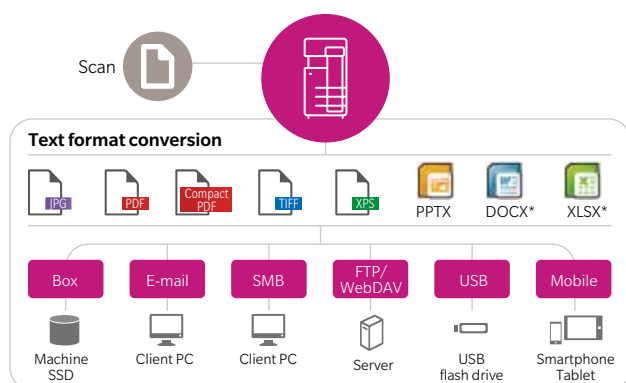 Scan
Text format conversion
JPG
PDF
Compact
PDF
TIFF
XPS
PPTX
DOCX*
XLSX*
Box
E-mail
SMB
FTP/
WebDAV
USB
Mobile
Machine
SSD
Client PC
Client PC
Server
USB
flash drive
Smartphone
Tablet